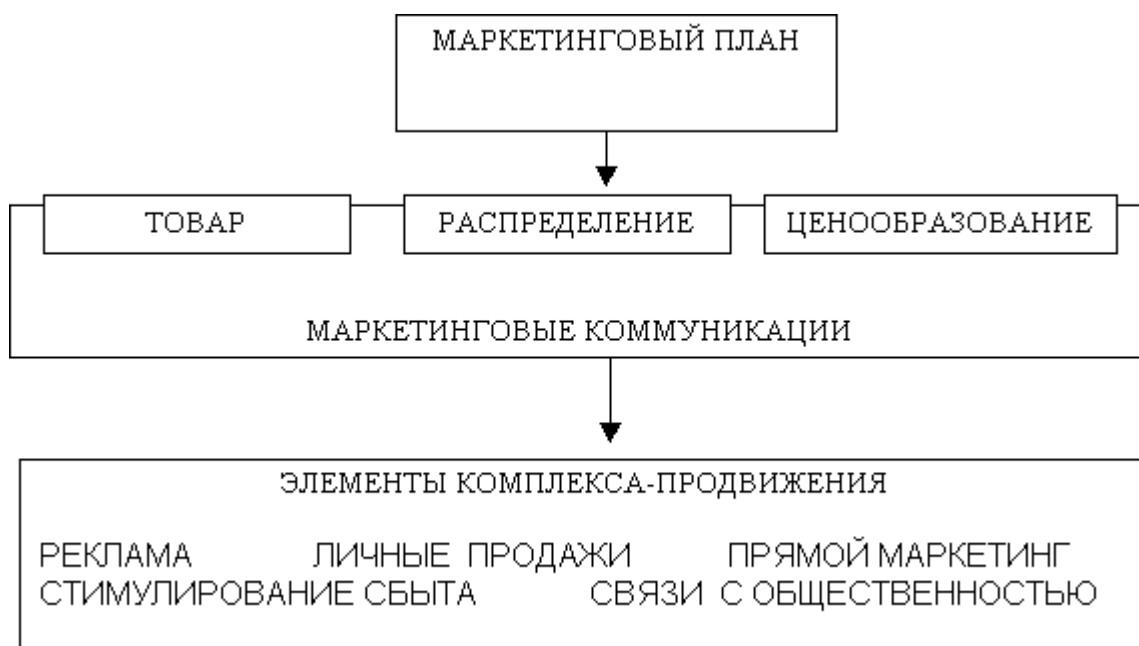 МАРКЕТИНГОВЫЙ ПЛАН
ТОВАР
РАСПРЕДЕЛЕНИЕ
ЦЕНООБРАЗОВАНИЕ
МАРКЕТИНГОВЫЕ КОММУНИКАЦИИ
ЭЛЕМЕНТЫ КОМПЛЕКСА-ПРОДВИЖЕНИЯ
РЕКЛАМА ЛИЧНЫЕ ПРОДАЖИ ПРЯМОЙ МАРКЕТИНГ
СТИМУЛИРОВАНИЕ СБЫТА СВЯЗИ С ОБЩЕСТВЕННОСТЬЮ